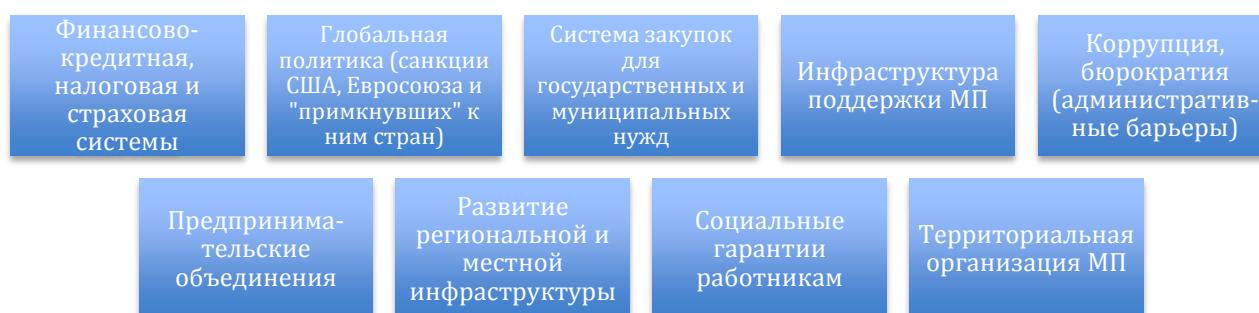 Финансово-
кредитная,
налоговая и
страховая
системы
Глобальная
политика (санкции
США, Евросоюза и
"примкнувших" к
ним стран)
Система закупок
для
государственных и
муниципальных
нужд
Инфраструктура
поддержки МП
Коррупция,
бюрократия
(административ-
ные барьеры)
Предпринима-
тельские
объединения
Развитие
региональной и
местной
инфраструктуры
Социальные
гарантии
работникам
Территориальная
организация МП